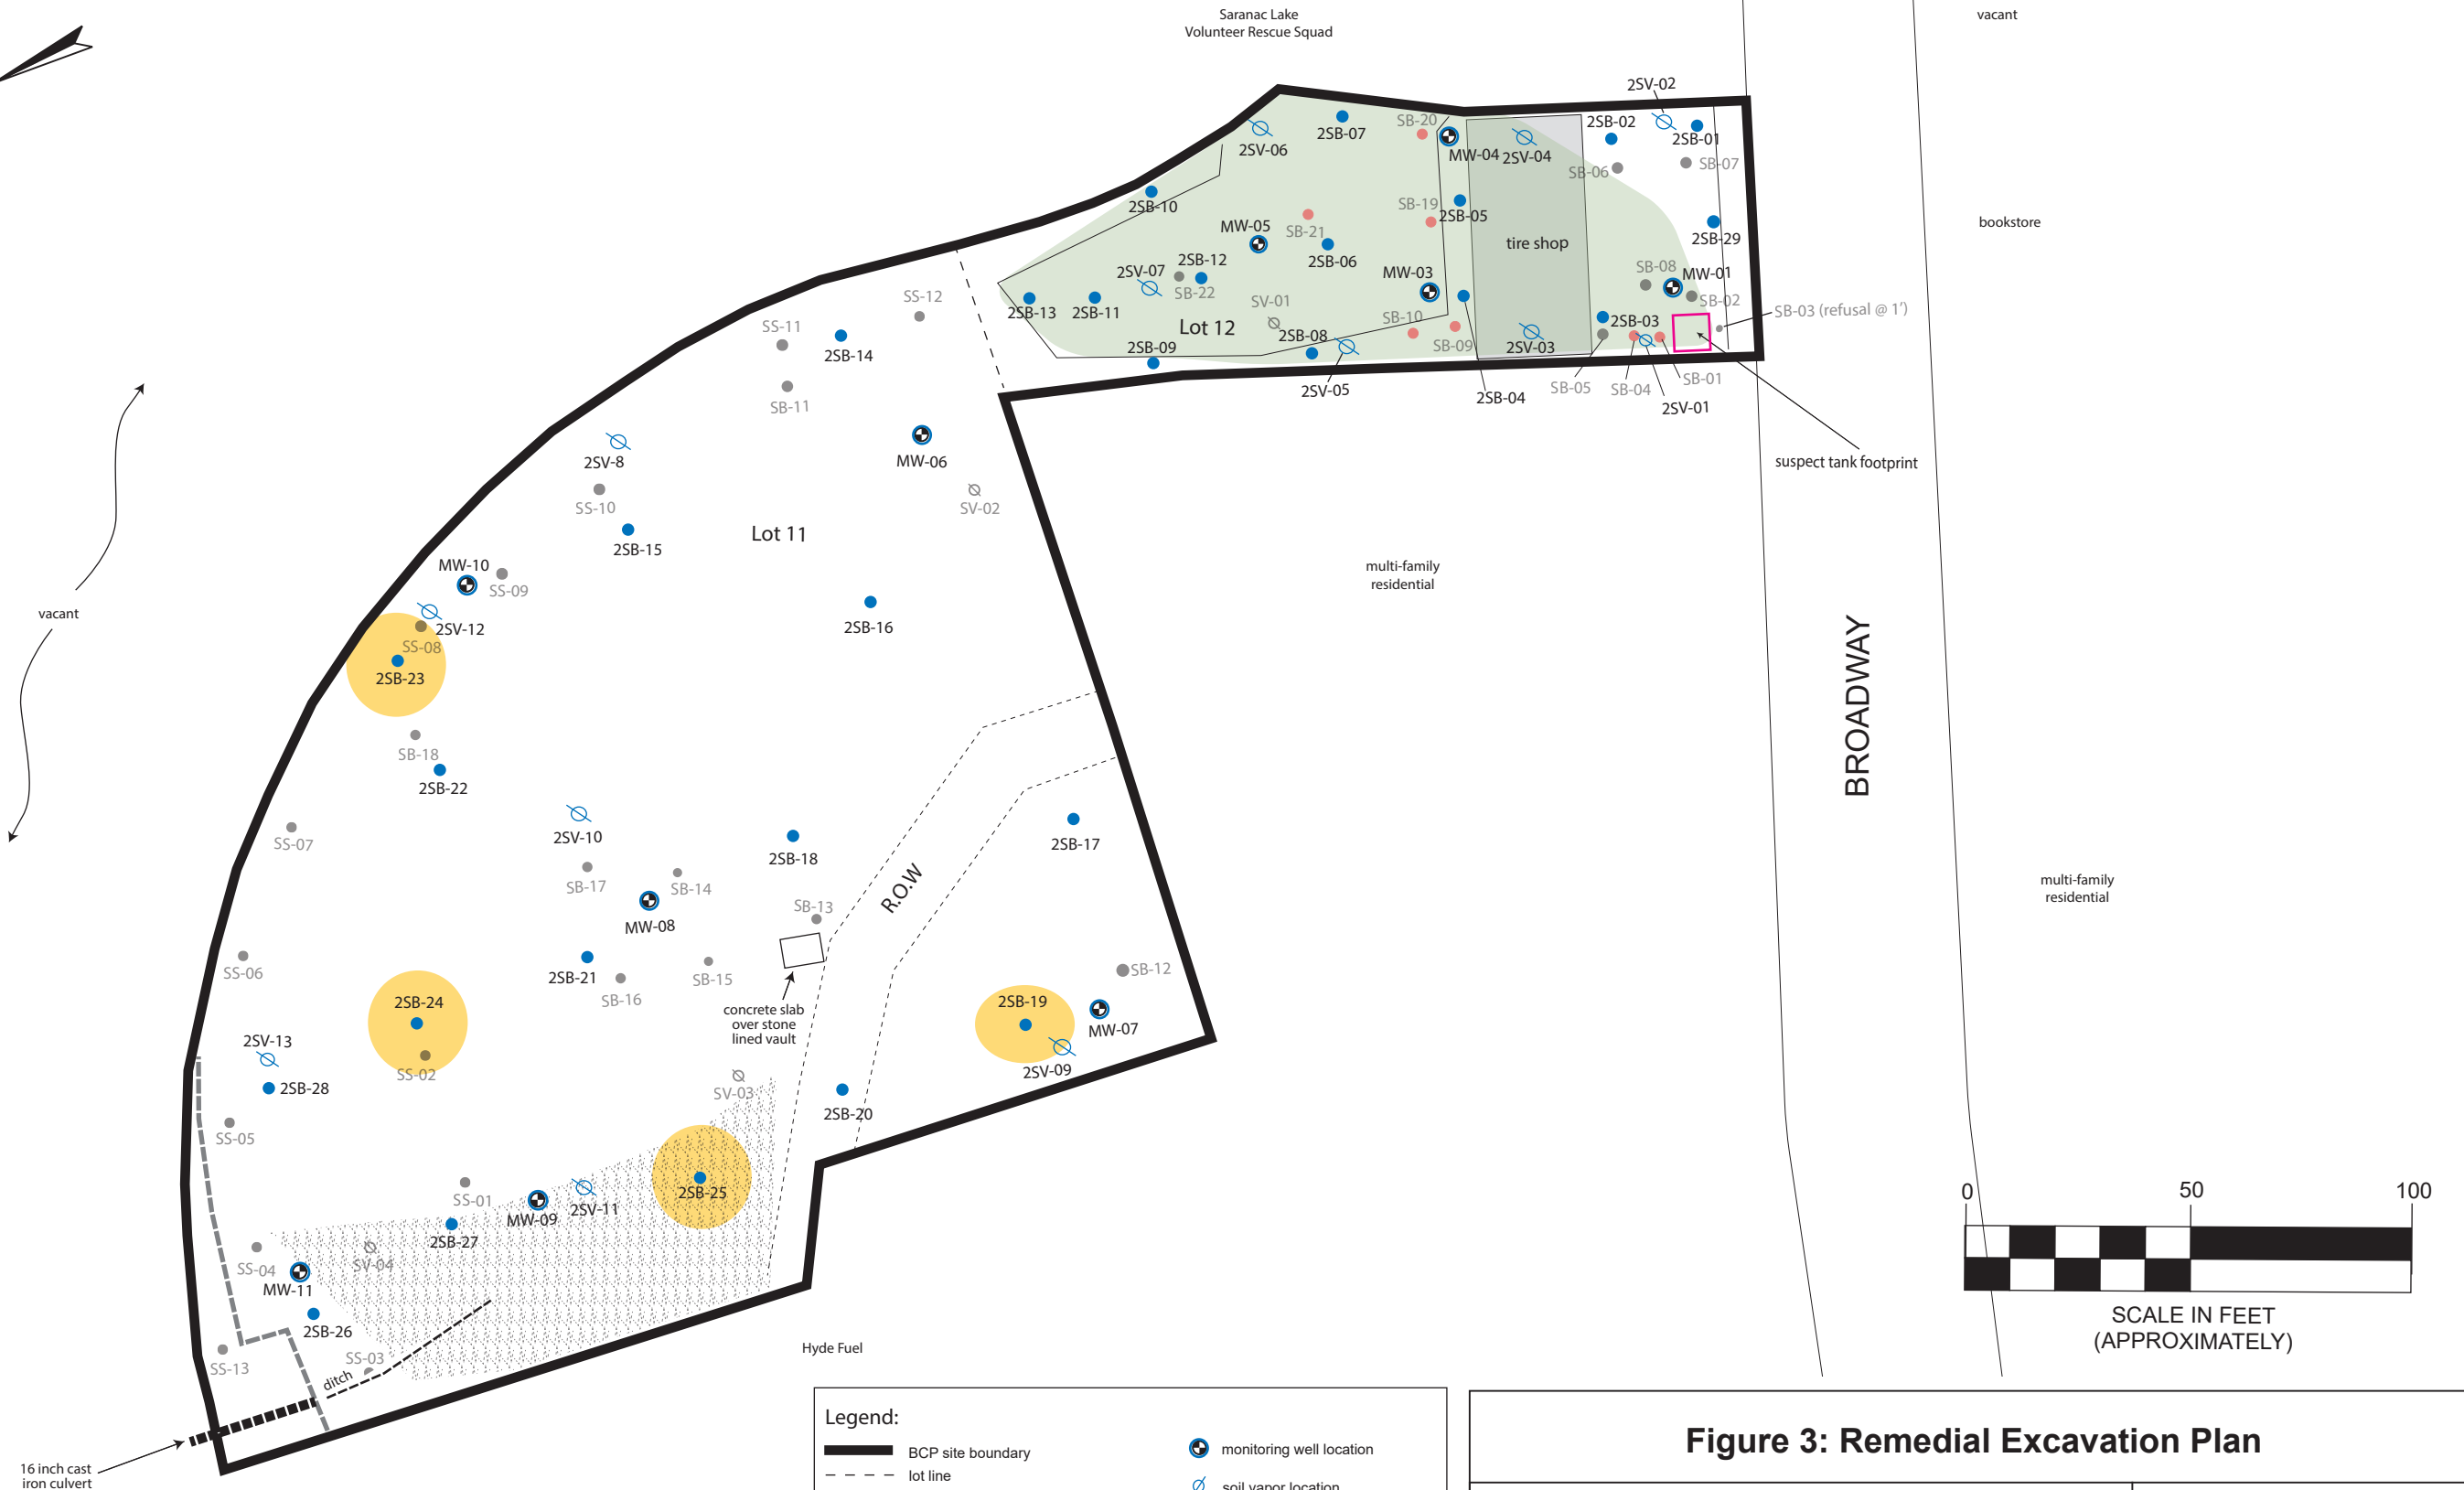 Saranac Lake
Volunteer Rescue Squad
vacant
2SV-02
2SB-02
2SB-01
SB-07
SB-06
2SB-07
SB-20
MW-04
2SV-04
2SV-06
2SB-10
SB-19
2SB-05
SB-21
MW-05
2SB-06
tire shop
2SB-29
bookstore
2SB-12
2SV-07
SB-22
MW-03
SB-08
MW-01
SB-02
SB-03 (refusal @ 1')
2SB-13
2SB-11
SV-01
Lot 12
2SB-08
SB-10
SB-09
2SV-03
2SB-03
2SB-09
2SV-05
2SB-04
SB-05
SB-04
SB-01
2SV-01
suspect tank footprint
SS-12
SS-11
2SB-14
SB-11
2SV-8
MW-06
SS-10
SV-02
2SB-15
Lot 11
MW-10
SS-09
multi-family
residential
vacant
2SV-12
2SB-16
SS-08
2SB-23
BROADWAY
SB-18
2SB-22
SS-07
2SV-10
2SB-18
2SB-17
SB-17
SB-14
R.O.W
multi-family
residential
SB-13
MW-08
SS-06
2SB-21
SB-16
SB-15
SB-12
2SB-24
2SB-19
concrete slab
over stone
lined vault
MW-07
2SV-13
SS-02
2SV-09
2SB-28
SV-03
2SB-20
SS-05
2SB-25
SS-01
MW-09
2SV-11
2SB-27
SV-04
SS-04
MW-11
2SB-26
0
50
100
SCALE IN FEET
(APPROXIMATELY)
Hyde Fuel
SS-03
SS-13
ditch
16 inch cast
iron culvert
Legend:
BCP site boundary
monitoring well location
lot line
soil vapor location
Figure 3: Remedial Excavation Plan